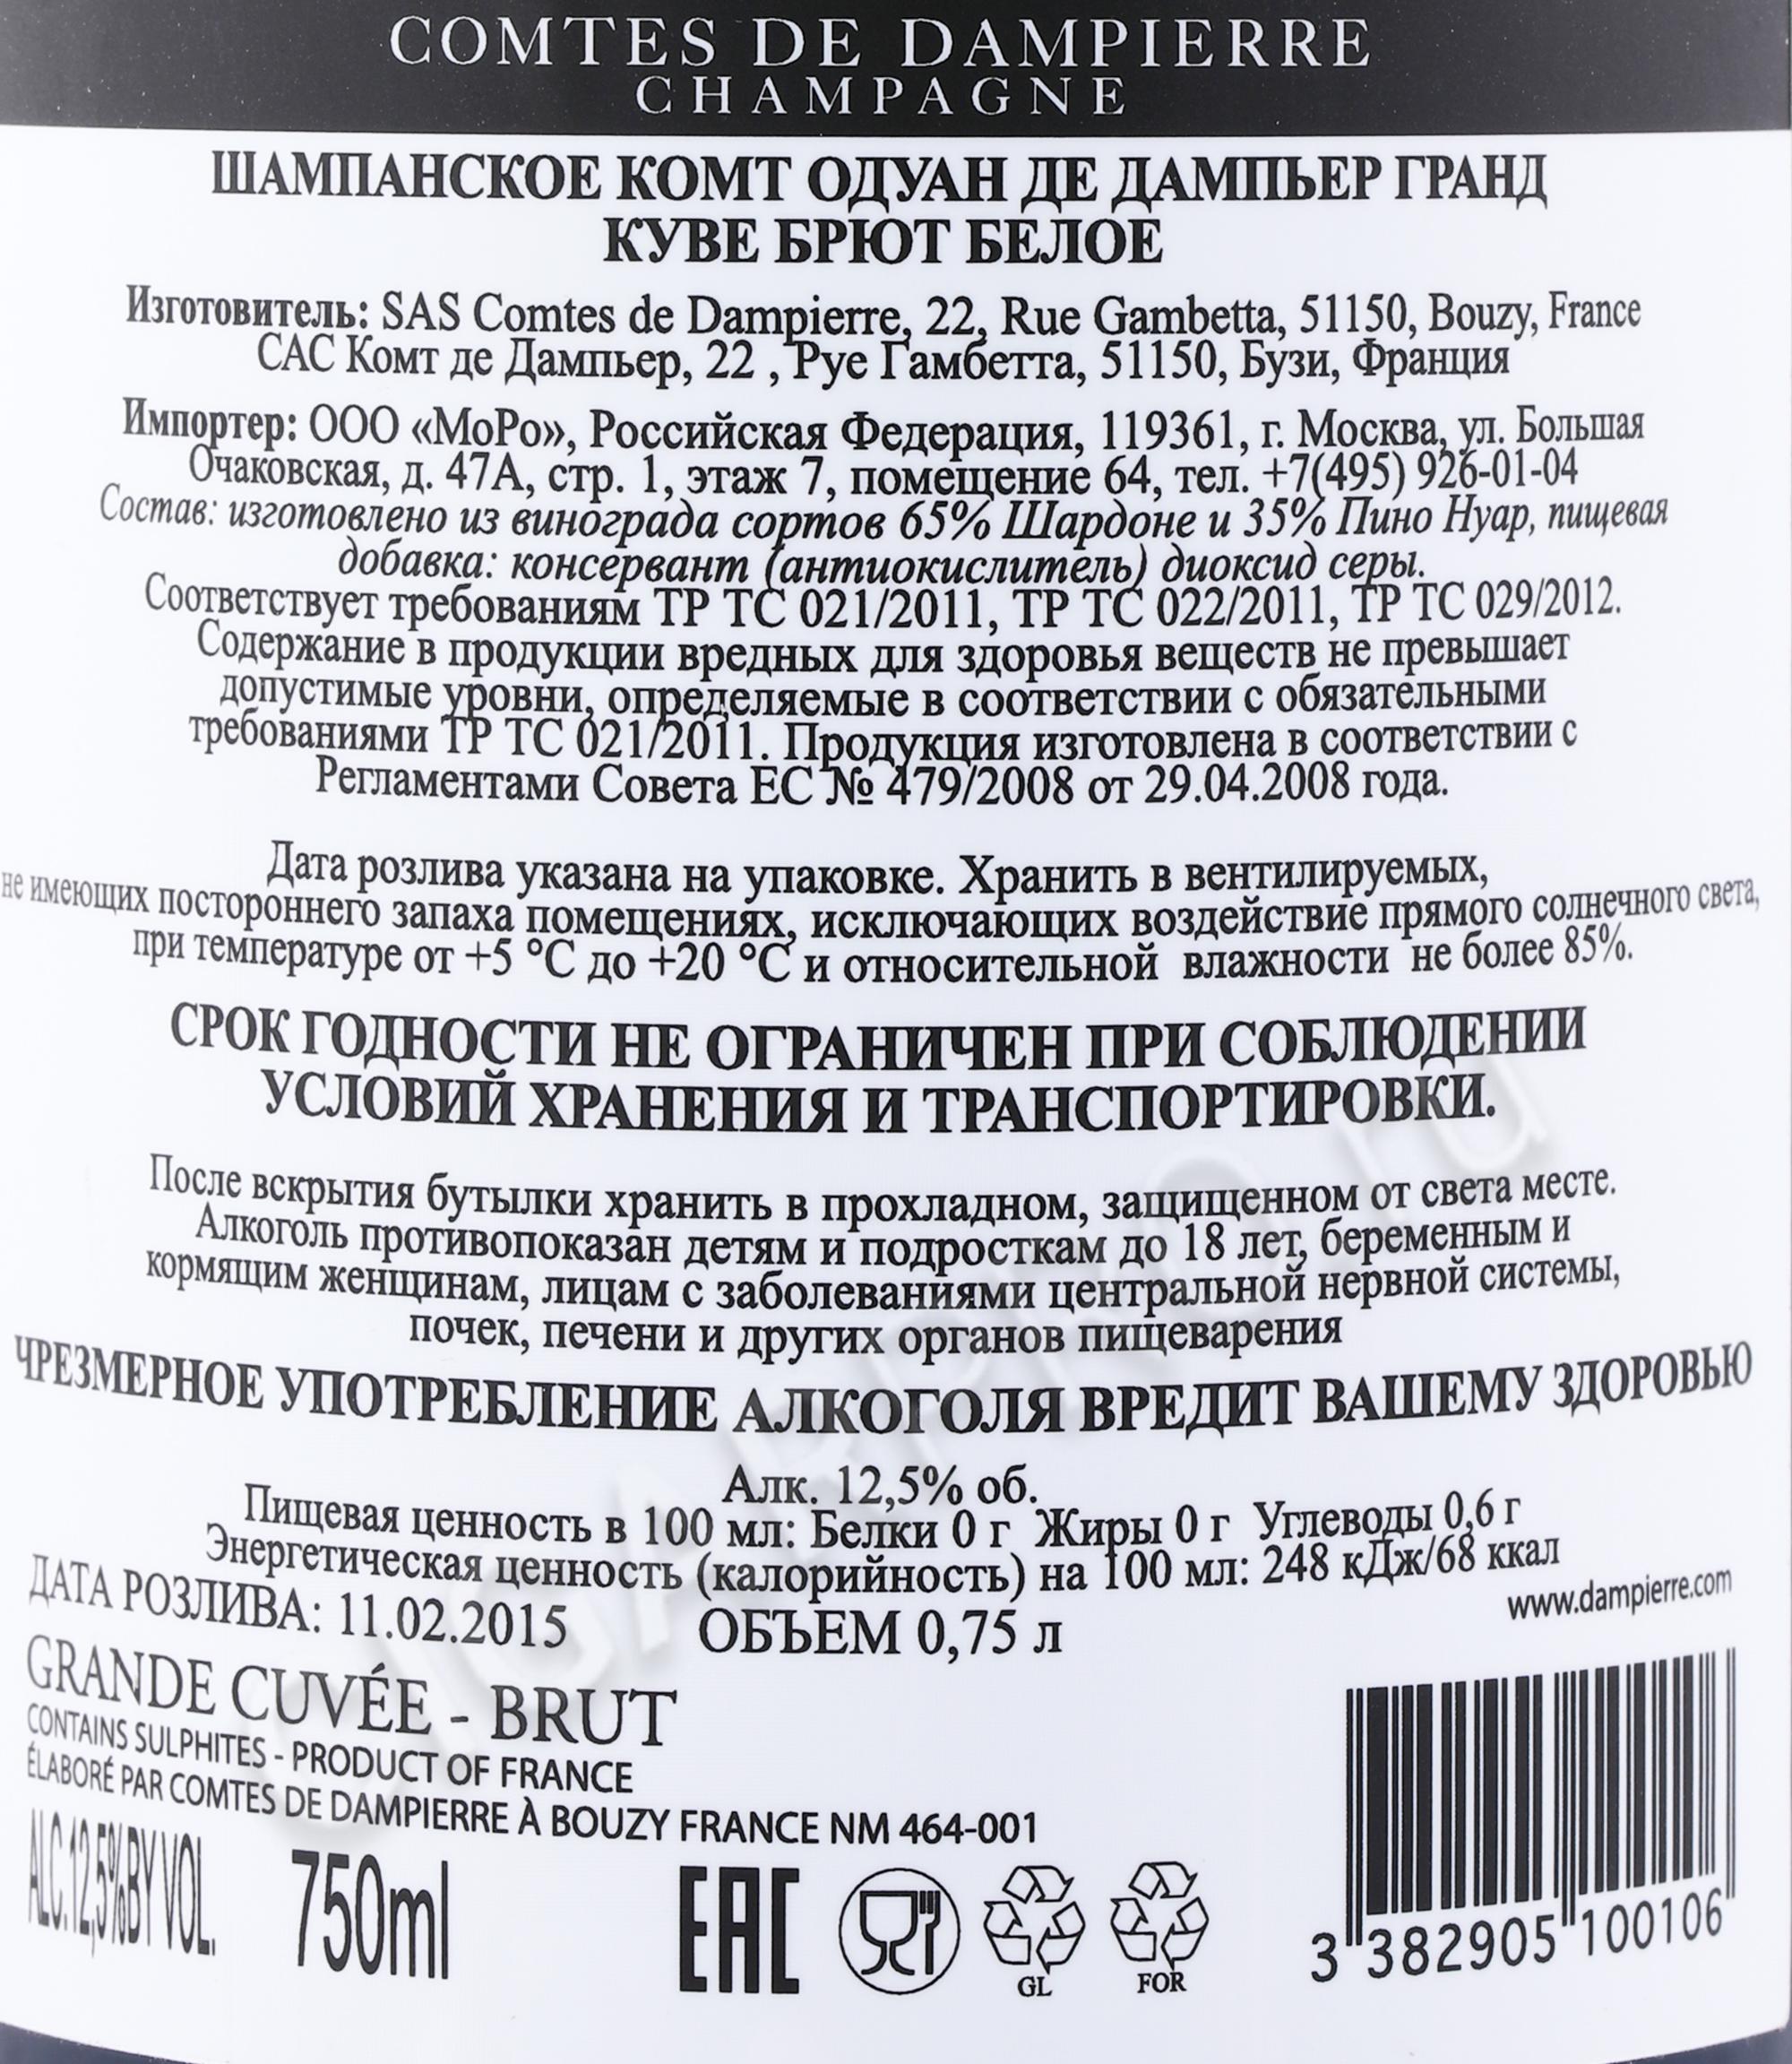 COMTES DE DAMPIERRE
CHAMPAGNE
ШАМПАНСКОЕ КОМТ ОДУАН ДЕ ДАМПЬЕР ГРАНД
КУВЕ БРЮТ БЕЛОЕ
Изготовитель: SAS Comtes de Dampierre, 22, Rue Gambetta, 51150, Bouzy, France
САС Комт де Дампьер, 22 , Руе Гамбетта, 51150, Бузи, Франция
Импортер: ООО «МоРо», Российская Федерация, 119361, г. Москва, ул. Большая
Очаковская, д. 47А, стр. 1, этаж 7, помещение 64, тел. +7(495) 926-01-04
Состав: изготовлено из винограда сортов 65% Шардоне и 35% Пино Нуар, пищевая
добавка: консервант (антиокислитель) диоксид серы.
Соответствует требованиям ТР ТС 021/2011, ТР ТС 022/2011, ТР ТС 029/2012.
Содержание в продукции вредных для здоровья веществ не превышает
допустимые уровни, определяемые в соответствии с обязательными
требованиями ТР ТС 021/2011. Продукция изготовлена в соответствии с
Регламентами Совета ЕС № 479/2008 от 29.04.2008 года.
Дата розлива указана на упаковке. Хранить в вентилируемых,
не имеющих постороннего запаха помещениях, исключающих воздействие прямого солнечного света,
при температуре от +5 °C до +20 °C и относительной влажности не более 85%.
СРОК ГОДНОСТИ НЕ ОГРАНИЧЕН ПРИ СОБЛЮДЕНИИ
УСЛОВИЙ ХРАНЕНИЯ И ТРАНСПОРТИРОВКИ.
После вскрытия бутылки хранить в прохладном, защищенном от света месте.
Алкоголь противопоказан детям и подросткам до 18 лет, беременным и
кормящим женщинам, лицам с заболеваниями центральной нервной системы,
почек, печени и других органов пищеварения
ЧРЕЗМЕРНОЕ УПОТРЕБЛЕНИЕ АЛКОГОЛЯ ВРЕДИТ ВАШЕМУ ЗДОРОВЬЮ
Алк. 12,5% об.
Пищевая ценность в 100 мл: Белки 0 г Жиры 0 г Углеводы 0,6 г
Энергетическая ценность (калорийность) на 100 мл: 248 кДж/68 ккал
ДАТА РОЗЛИВА: 11.02.2015 ОБЪЕМ 0,75 л
www.dampierre.com
GRANDE CUVÉE - BRUT
CONTAINS SULPHITES - PRODUCT OF FRANCE
ÉLABORÉ PAR COMTES DE DAMPIERRE À BOUZY FRANCE NM 464-001
ALC.12,5%BY VOL. 750ml
EAC
GL FOR
3 382905 100106
CIGARPRO.ru